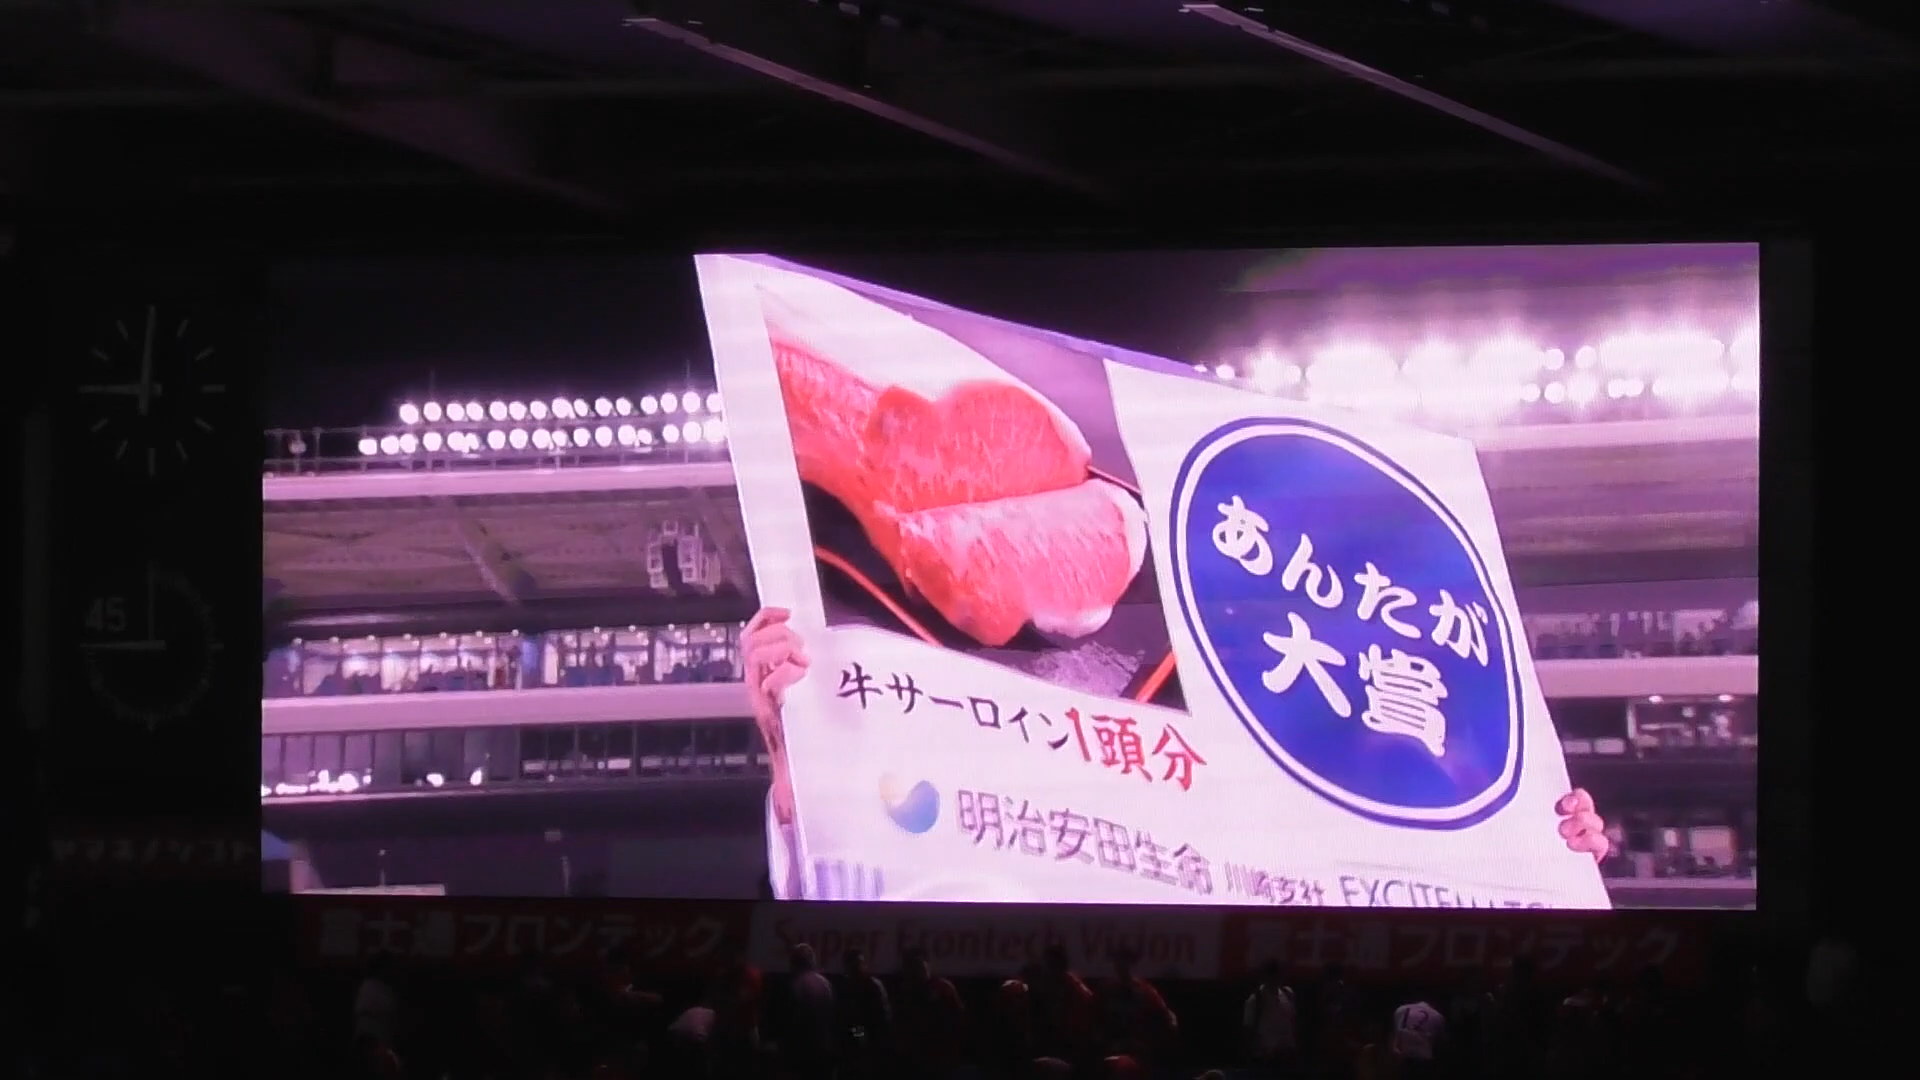 あんたが
大賞
牛サーロイン1頭分
明治安田生命 川崎支社 EXCITEMATCH
45
富士通フロンテック Super Frontech Vision 富士通フロンテック
12